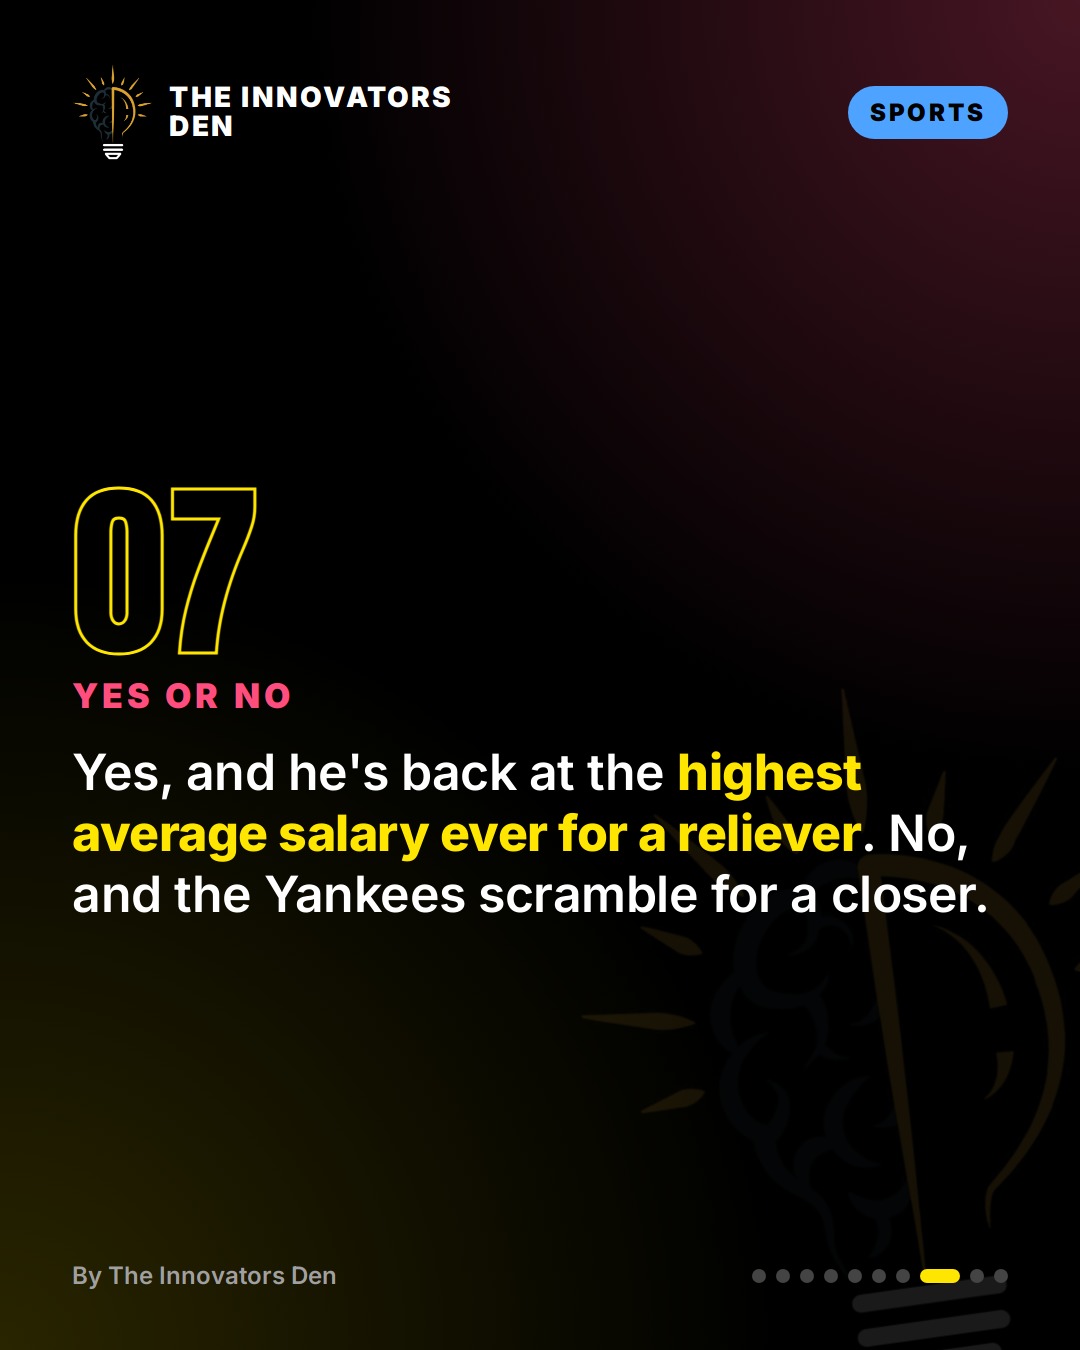 THE INNOVATORS
DEN
SPORTS
07
YES OR NO
Yes, and he's back at the highest
average salary ever for a reliever. No,
and the Yankees scramble for a closer.
By The Innovators Den